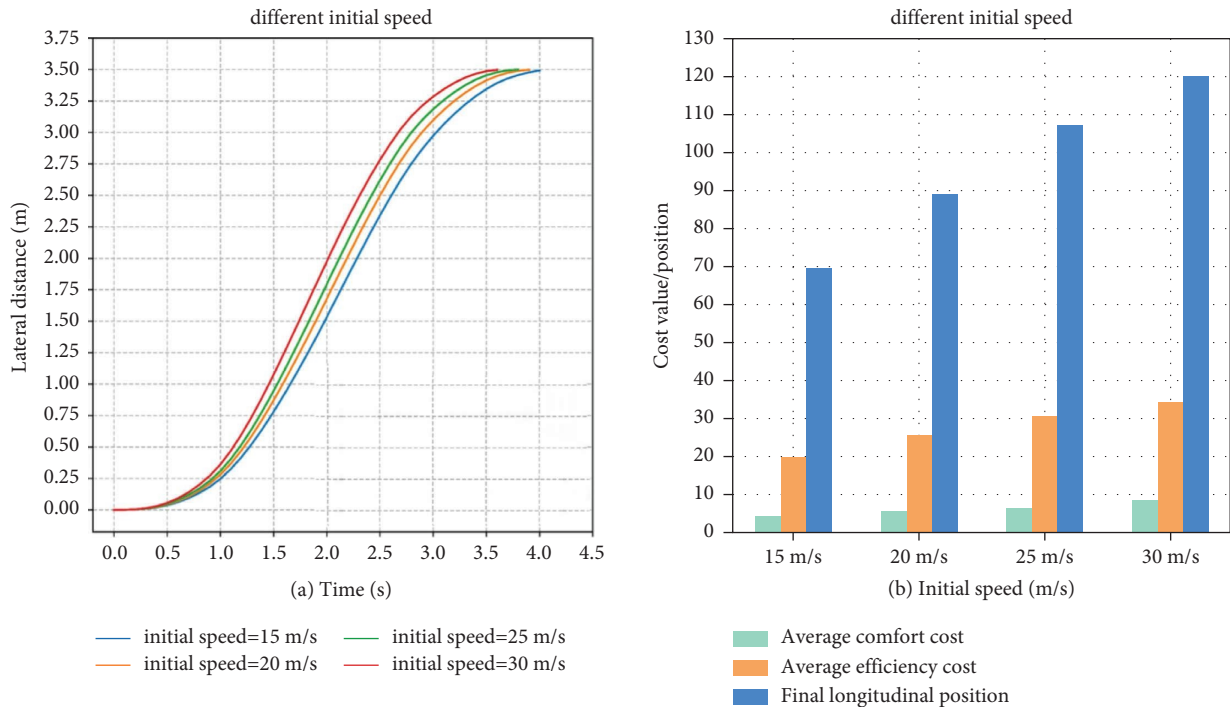 different initial speed
3.75
3.50
3.25
3.00
2.75
2.50
2.25
2.00
1.75
1.50
1.25
1.00
0.75
0.50
0.25
0.00
Lateral distance (m)
0.0 0.5 1.0 1.5 2.0 2.5 3.0 3.5 4.0 4.5
(a) Time (s)
initial speed=15 m/s
initial speed=20 m/s
initial speed=25 m/s
initial speed=30 m/s
different initial speed
130
120
110
100
90
80
70
60
50
40
30
20
10
0
Cost value/position
15 m/s 20 m/s 25 m/s 30 m/s
(b) Initial speed (m/s)
Average comfort cost
Average efficiency cost
Final longitudinal position